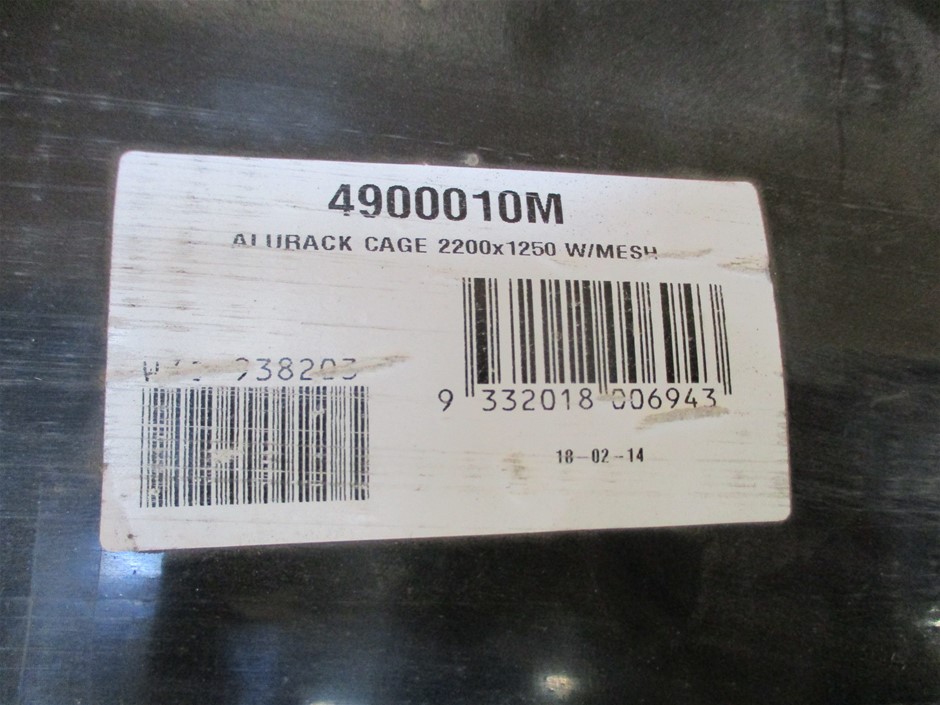 4900010M
ALURACK CAGE 2200x1250 W/MESH
9 332018 006943
18-02-14